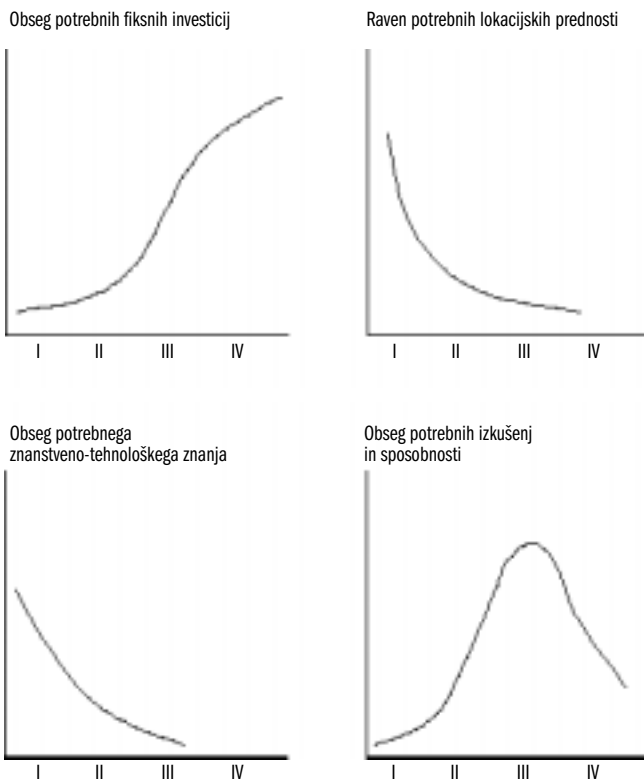 Obseg potrebnih fiksnih investicij
I II III IV
Raven potrebnih lokacijskih prednosti
I II III IV
Obseg potrebnega
znanstveno-tehnološkega znanja
I II III IV
Obseg potrebnih izkušenj
in sposobnosti
I II III IV